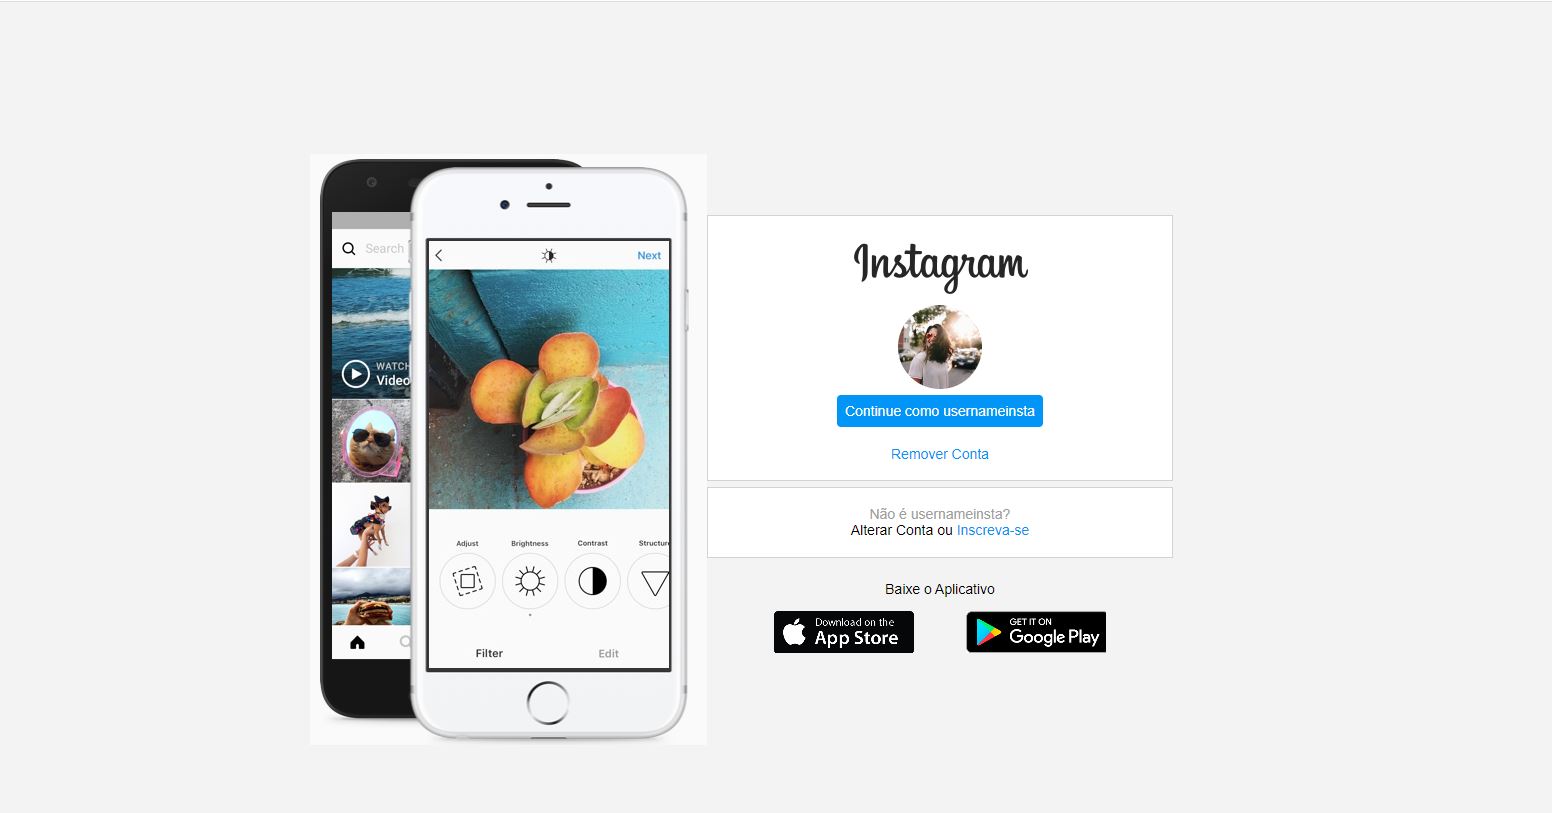 Search
WATCH
Video
Next
Adjust
Brightness
Contrast
Structure
Filter
Edit
Instagram
Continue como usernameinsta
Remover Conta
Não é usernameinsta?
Alterar Conta ou Inscreva-se
Baixe o Aplicativo
Download on the
App Store
GET IT ON
Google Play